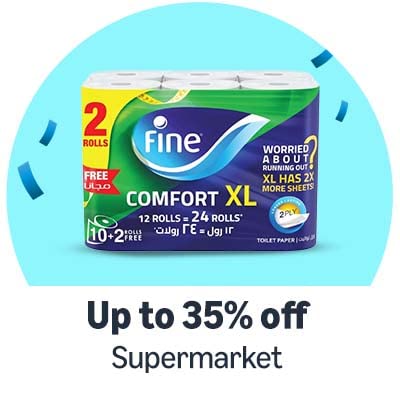 2
ROLLS
FREE
مجاناً
10+2 ROLLS FREE
fine
COMFORT XL
12 ROLLS = 24 ROLLS*
١٢ رول = ٢٤ رولات*
WORRIED
ABOUT
RUNNING OUT?
XL HAS 2X
MORE SHEETS!
2PLY
TOILET PAPER
Up to 35% off
Supermarket